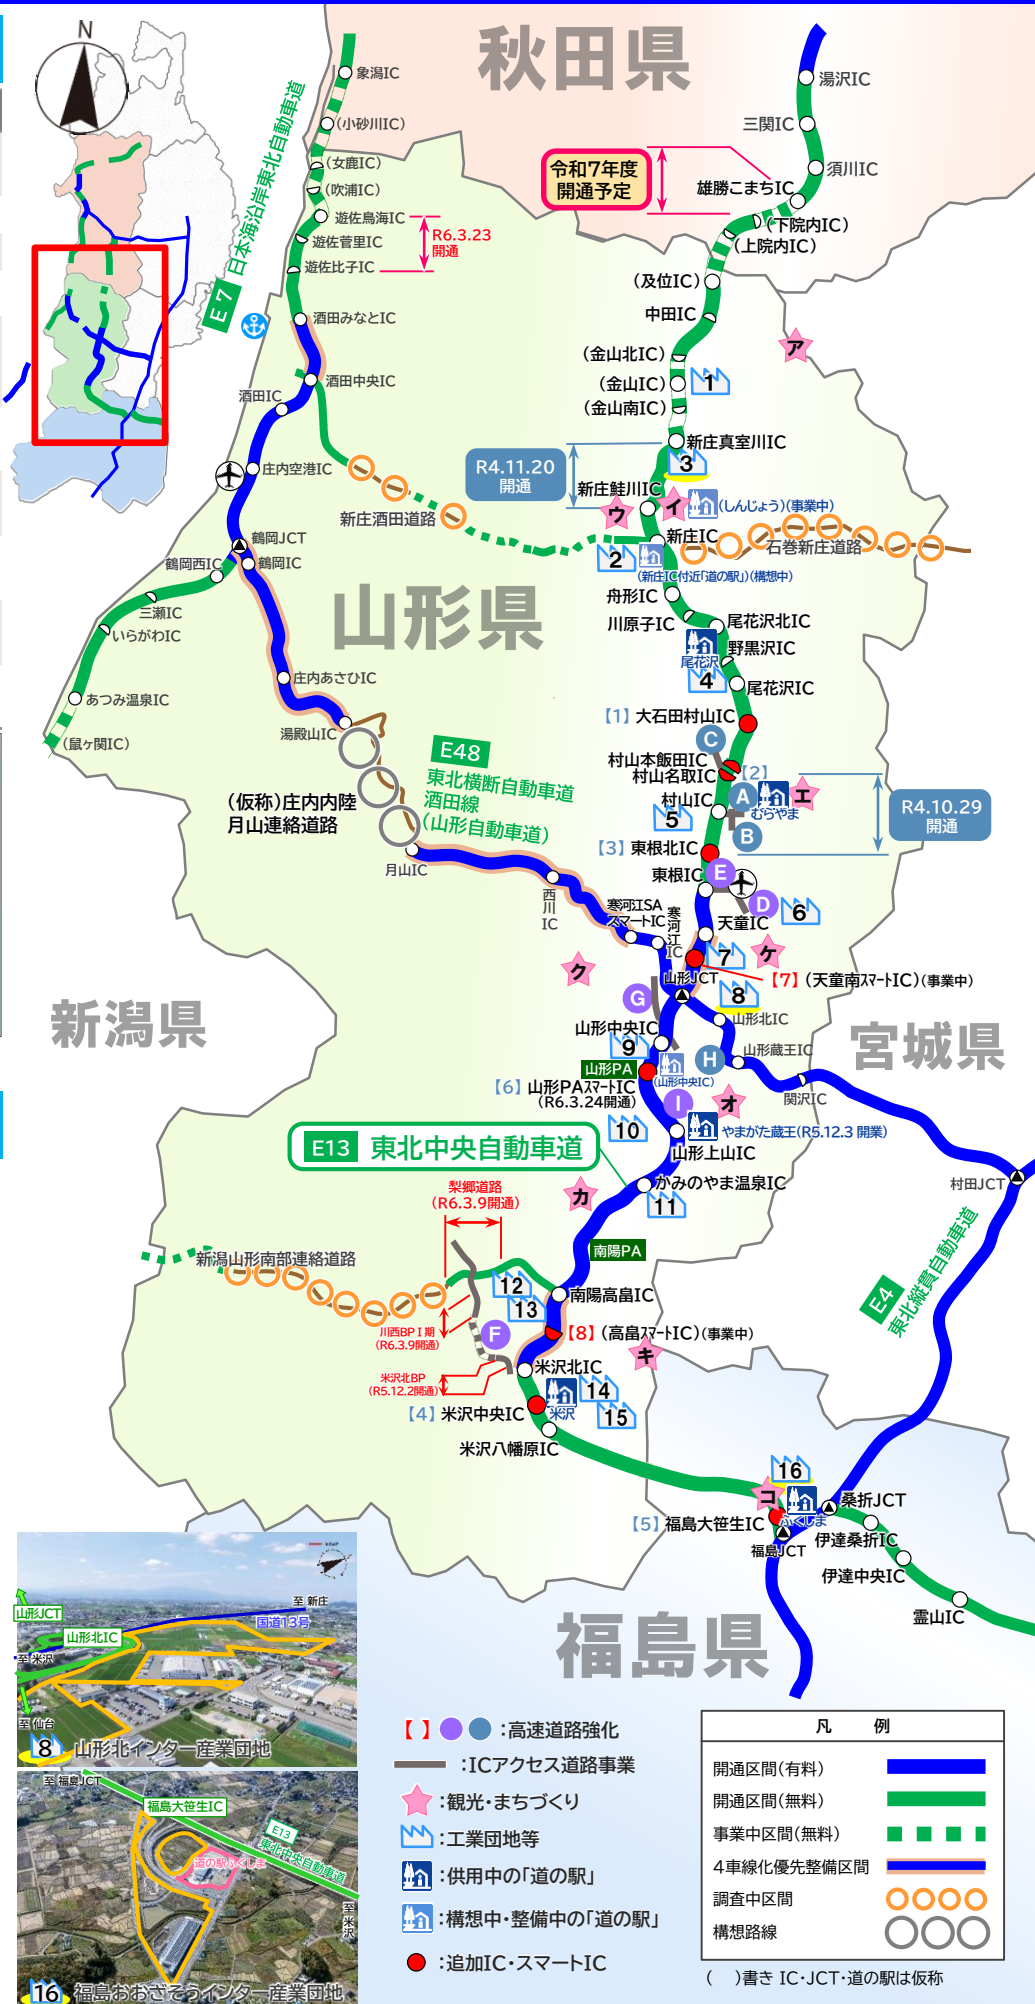 N
秋田県
象潟IC
(小砂川IC)
(女鹿IC)
(吹浦IC)
遊佐鳥海IC
遊佐菅里IC
遊佐比子IC
R6.3.23
開通
E7 日本海沿岸東北自動車道
酒田みなとIC
酒田中央IC
酒田IC
庄内空港IC
鶴岡JCT
鶴岡西IC
鶴岡IC
三瀬IC
いらがわIC
あつみ温泉IC
(鼠ヶ関IC)
庄内あさひIC
湯殿山IC
湯沢IC
三関IC
須川IC
令和7年度
開通予定
雄勝こまちIC
(下院内IC)
(上院内IC)
(及位IC)
中田IC
(金山北IC)
(金山IC)
(金山南IC)
1
ア
新庄真室川IC
3
R4.11.20
開通
新庄鮭川IC
ウ
イ
(しんじょう)(事業中)
新庄酒田道路
新庄IC
石巻新庄道路
2
(新庄IC付近「道の駅」)(構想中)
山形県
舟形IC
川原子IC
尾花沢北IC
野黒沢IC
尾花沢
4
尾花沢IC
【1】大石田村山IC
C
村山本飯田IC
村山名取IC
【2】
A
エ
村山IC
むらやま
5
B
R4.10.29
開通
【3】東根北IC
東根IC
E
D
6
天童IC
E48
東北横断自動車道
酒田線
(山形自動車道)
(仮称)庄内内陸
月山連絡道路
月山IC
西川IC
寒河江SA
スマートIC
寒河江IC
ク
7
ケ
【7】(天童南スマートIC)(事業中)
山形JCT
8
G
山形北IC
新潟県
宮城県
山形中央IC
9
H
山形蔵王IC
山形PA
(山形中央IC)
【6】山形PAスマートIC
(R6.3.24開通)
関沢IC
I
オ
10
やまがた蔵王(R5.12.3 開業)
山形上山IC
E13 東北中央自動車道
かみのやま温泉IC
カ
11
村田JCT
梨郷道路
(R6.3.9開通)
南陽PA
新潟山形南部連絡道路
12
13
南陽高畠IC
E4
東北縦貫自動車道
川西BPⅠ期
(R6.3.9開通)
F
【8】(高畠スマートIC)(事業中)
キ
米沢北BP
(R5.12.2開通)
米沢北IC
米沢
14
15
【4】米沢中央IC
米沢八幡原IC
16
コ
ふくしま
桑折JCT
【5】福島大笹生IC
福島JCT
伊達桑折IC
伊達中央IC
霊山IC
福島県
山形JCT
至 新庄
国道13号
山形北IC
至 米沢
至 仙台
8 山形北インター産業団地
至 福島JCT
福島大笹生IC
E13
東北中央自動車道
道の駅ふくしま
至 米沢
16 福島おおざそうインター産業団地
【 】:高速道路強化
:ICアクセス道路事業
:観光・まちづくり
:工業団地等
:供用中の「道の駅」
:構想中・整備中の「道の駅」
:追加IC・スマートIC
凡 例
開通区間(有料)
開通区間(無料)
事業中区間(無料)
4車線化優先整備区間
調査中区間
構想路線
( )書き IC・JCT・道の駅は仮称